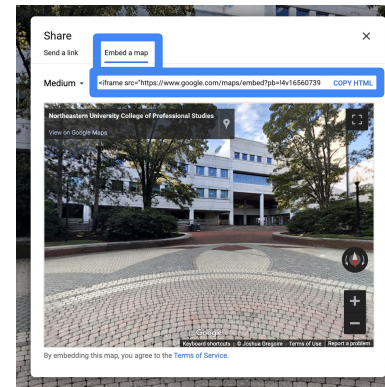 Share
Send a link
Embed a map
Medium
<iframe src="https://www.google.com/maps/embed?pb=!4v16560739
COPY HTML
Northeastern University College of Professional Studies
View on Google Maps
Google
Keyboard shortcuts
© Joshua Gregoire
Terms of Use
Report a problem
By embedding this map, you agree to the Terms of Service.